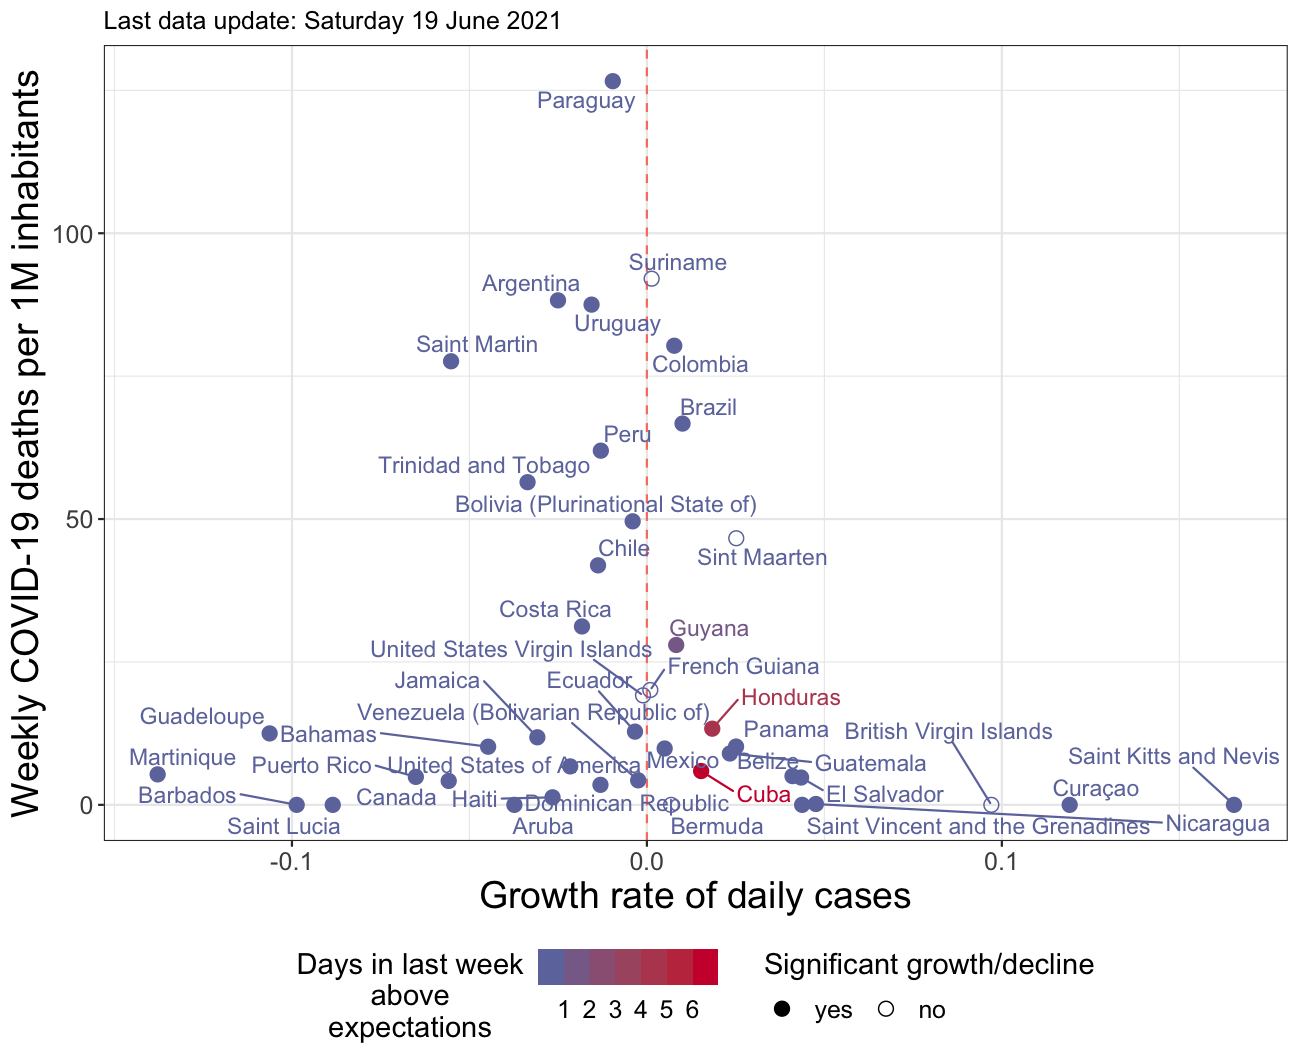 Last data update: Saturday 19 June 2021
Weekly COVID-19 deaths per 1M inhabitants
100
50
0
Paraguay
Suriname
Argentina
Uruguay
Saint Martin
Colombia
Brazil
Peru
Trinidad and Tobago
Bolivia (Plurinational State of)
Chile
Sint Maarten
Costa Rica
Guyana
United States Virgin Islands
French Guiana
Jamaica
Ecuador
Honduras
Venezuela (Bolivarian Republic of)
Guadeloupe
Bahamas
Panama
British Virgin Islands
Martinique
Puerto Rico
United States of America
Mexico
Belize
Guatemala
Saint Kitts and Nevis
Barbados
Canada
Haiti
Dominican Republic
Cuba
El Salvador
Curaçao
Saint Lucia
Aruba
Bermuda
Saint Vincent and the Grenadines
Nicaragua
-0.1
0.0
0.1
Growth rate of daily cases
Days in last week
above
expectations
1 2 3 4 5 6
Significant growth/decline
yes
no